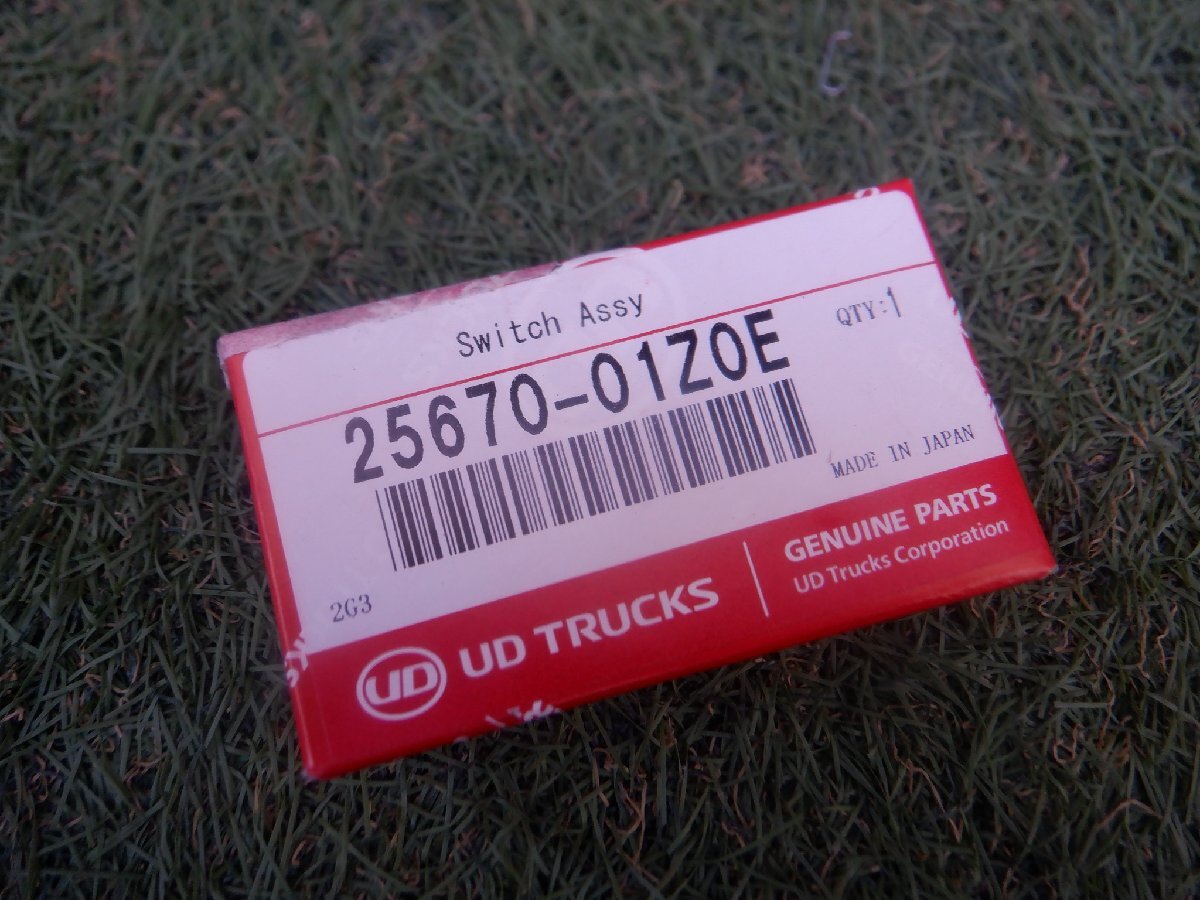 Switch Assy
25670-01Z0E
QTY:1
MADE IN JAPAN
2G3
UD UD TRUCKS
GENUINE PARTS
UD Trucks Corporation